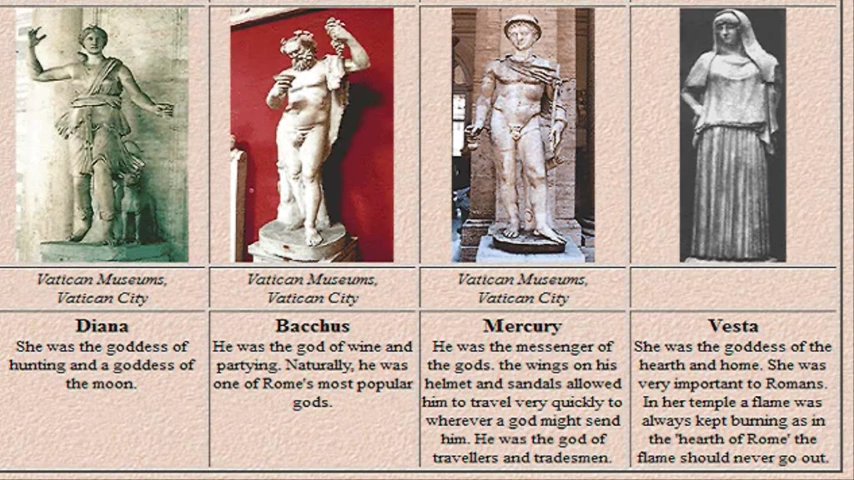 Vatican Museums,
Vatican City
Vatican Museums,
Vatican City
Vatican Museums,
Vatican City
Diana
She was the goddess of
hunting and a goddess of
the moon.
Bacchus
He was the god of wine and
partying. Naturally, he was
one of Rome's most popular
gods.
Mercury
He was the messenger of
the gods. the wings on his
helmet and sandals allowed
him to travel very quickly to
wherever a god might send
him. He was the god of
travellers and tradesmen.
Vesta
She was the goddess of the
hearth and home. She was
very important to Romans.
In her temple a flame was
always kept burning as in
the 'hearth of Rome' the
flame should never go out.